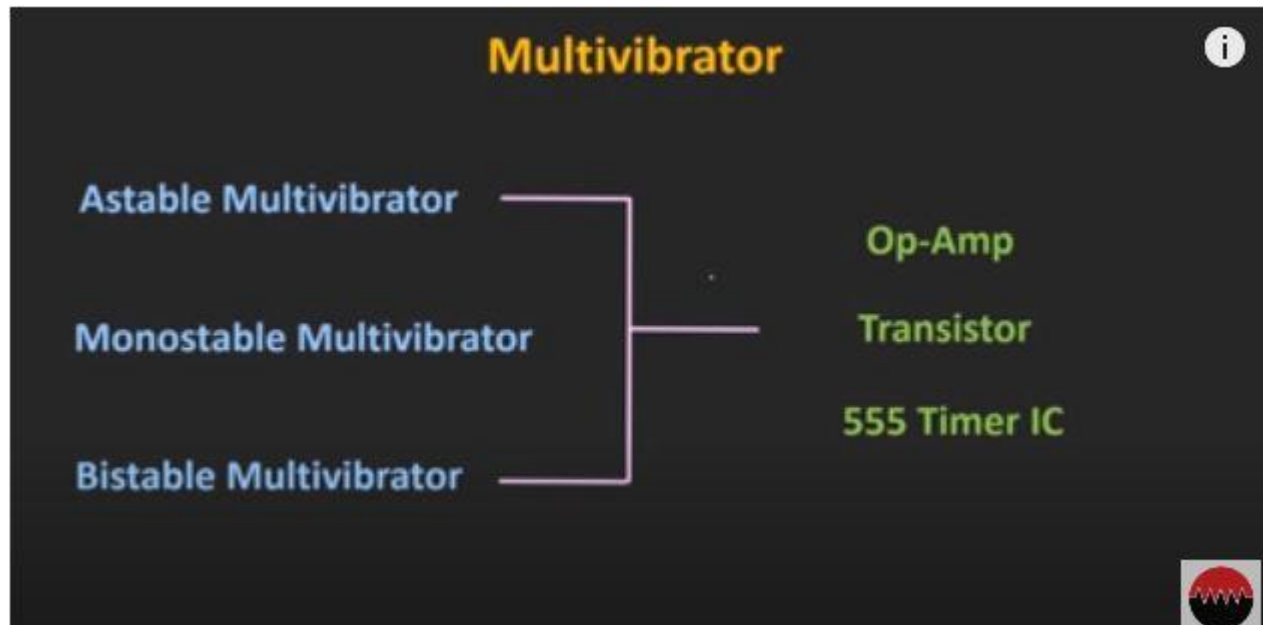 Multivibrator
Astable Multivibrator
Monostable Multivibrator
Bistable Multivibrator
Op-Amp
Transistor
555 Timer IC